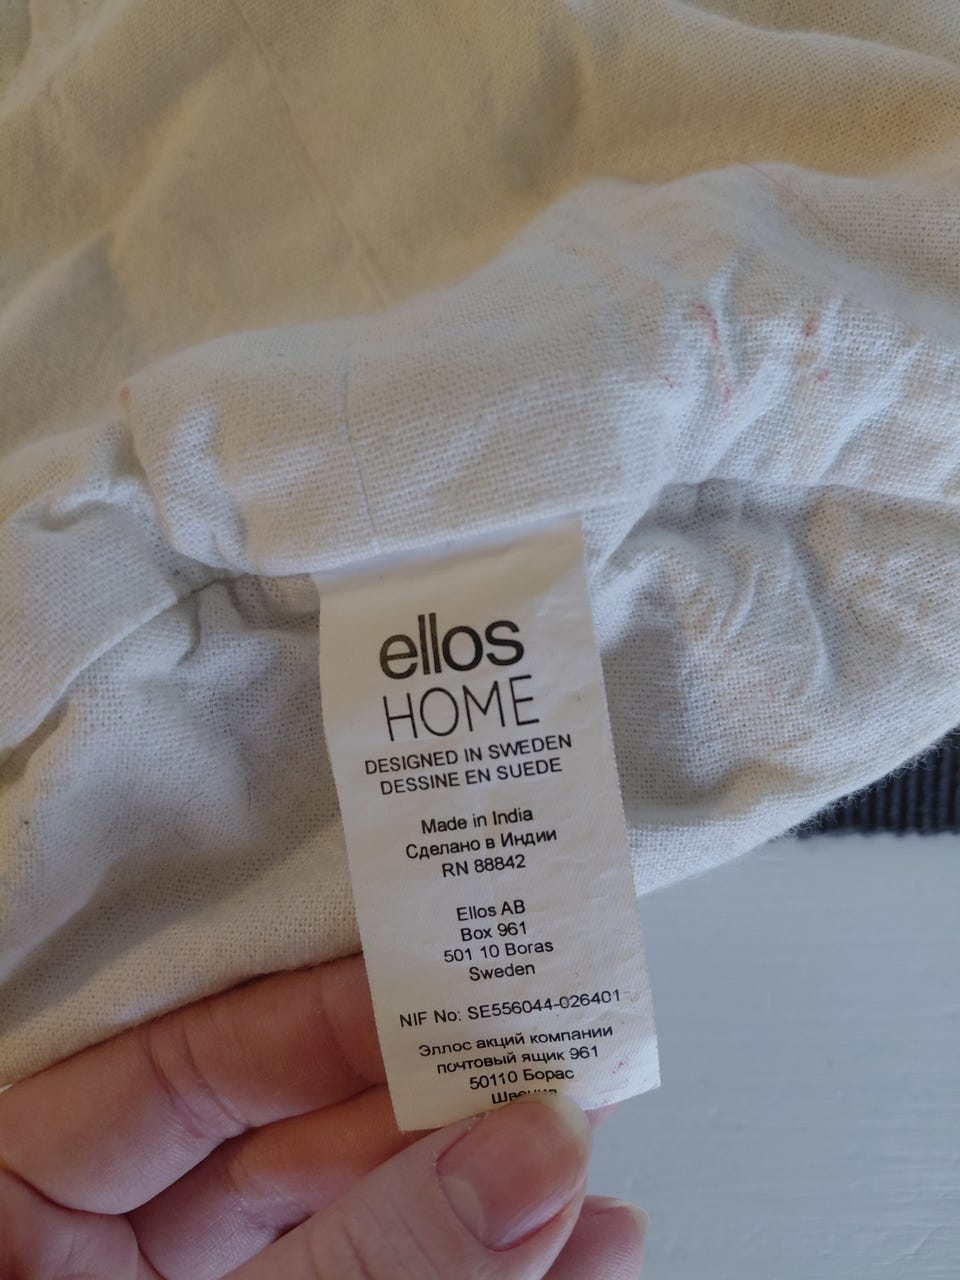 ellos
HOME
DESIGNED IN SWEDEN
DESSINE EN SUEDE
Made in India
Сделано в Индии
RN 88842
Ellos AB
Box 961
501 10 Boras
Sweden
NIF No: SE556044-026401
Эллос акций компании
почтовый ящик 961
50110 Борас